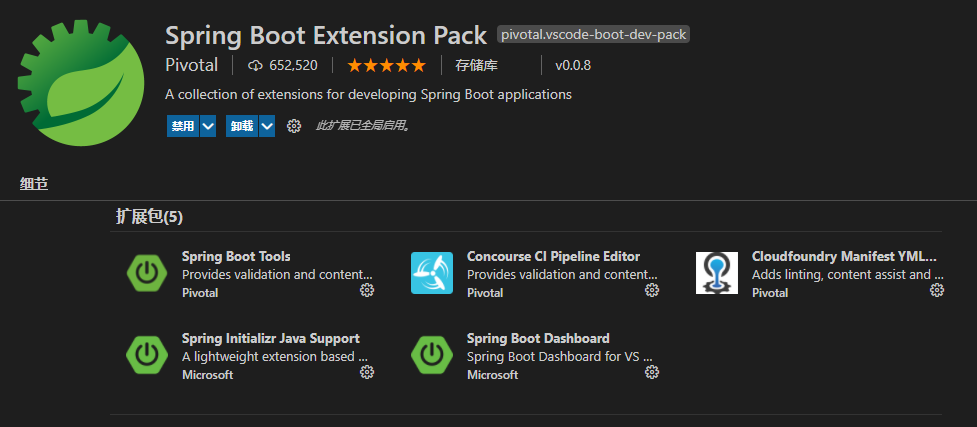 Spring Boot Extension Pack pivotal.vscode-boot-dev-pack
Pivotal 652,520 存储库 v0.0.8
A collection of extensions for developing Spring Boot applications
禁用 卸载 此扩展已全局启用。
细节
扩展包(5)
Spring Boot Tools
Provides validation and content...
Pivotal
Concourse CI Pipeline Editor
Provides validation and content...
Pivotal
Cloudfoundry Manifest YML...
Adds linting, content assist and ...
Pivotal
Spring Initializr Java Support
A lightweight extension based ...
Microsoft
Spring Boot Dashboard
Spring Boot Dashboard for VS ...
Microsoft